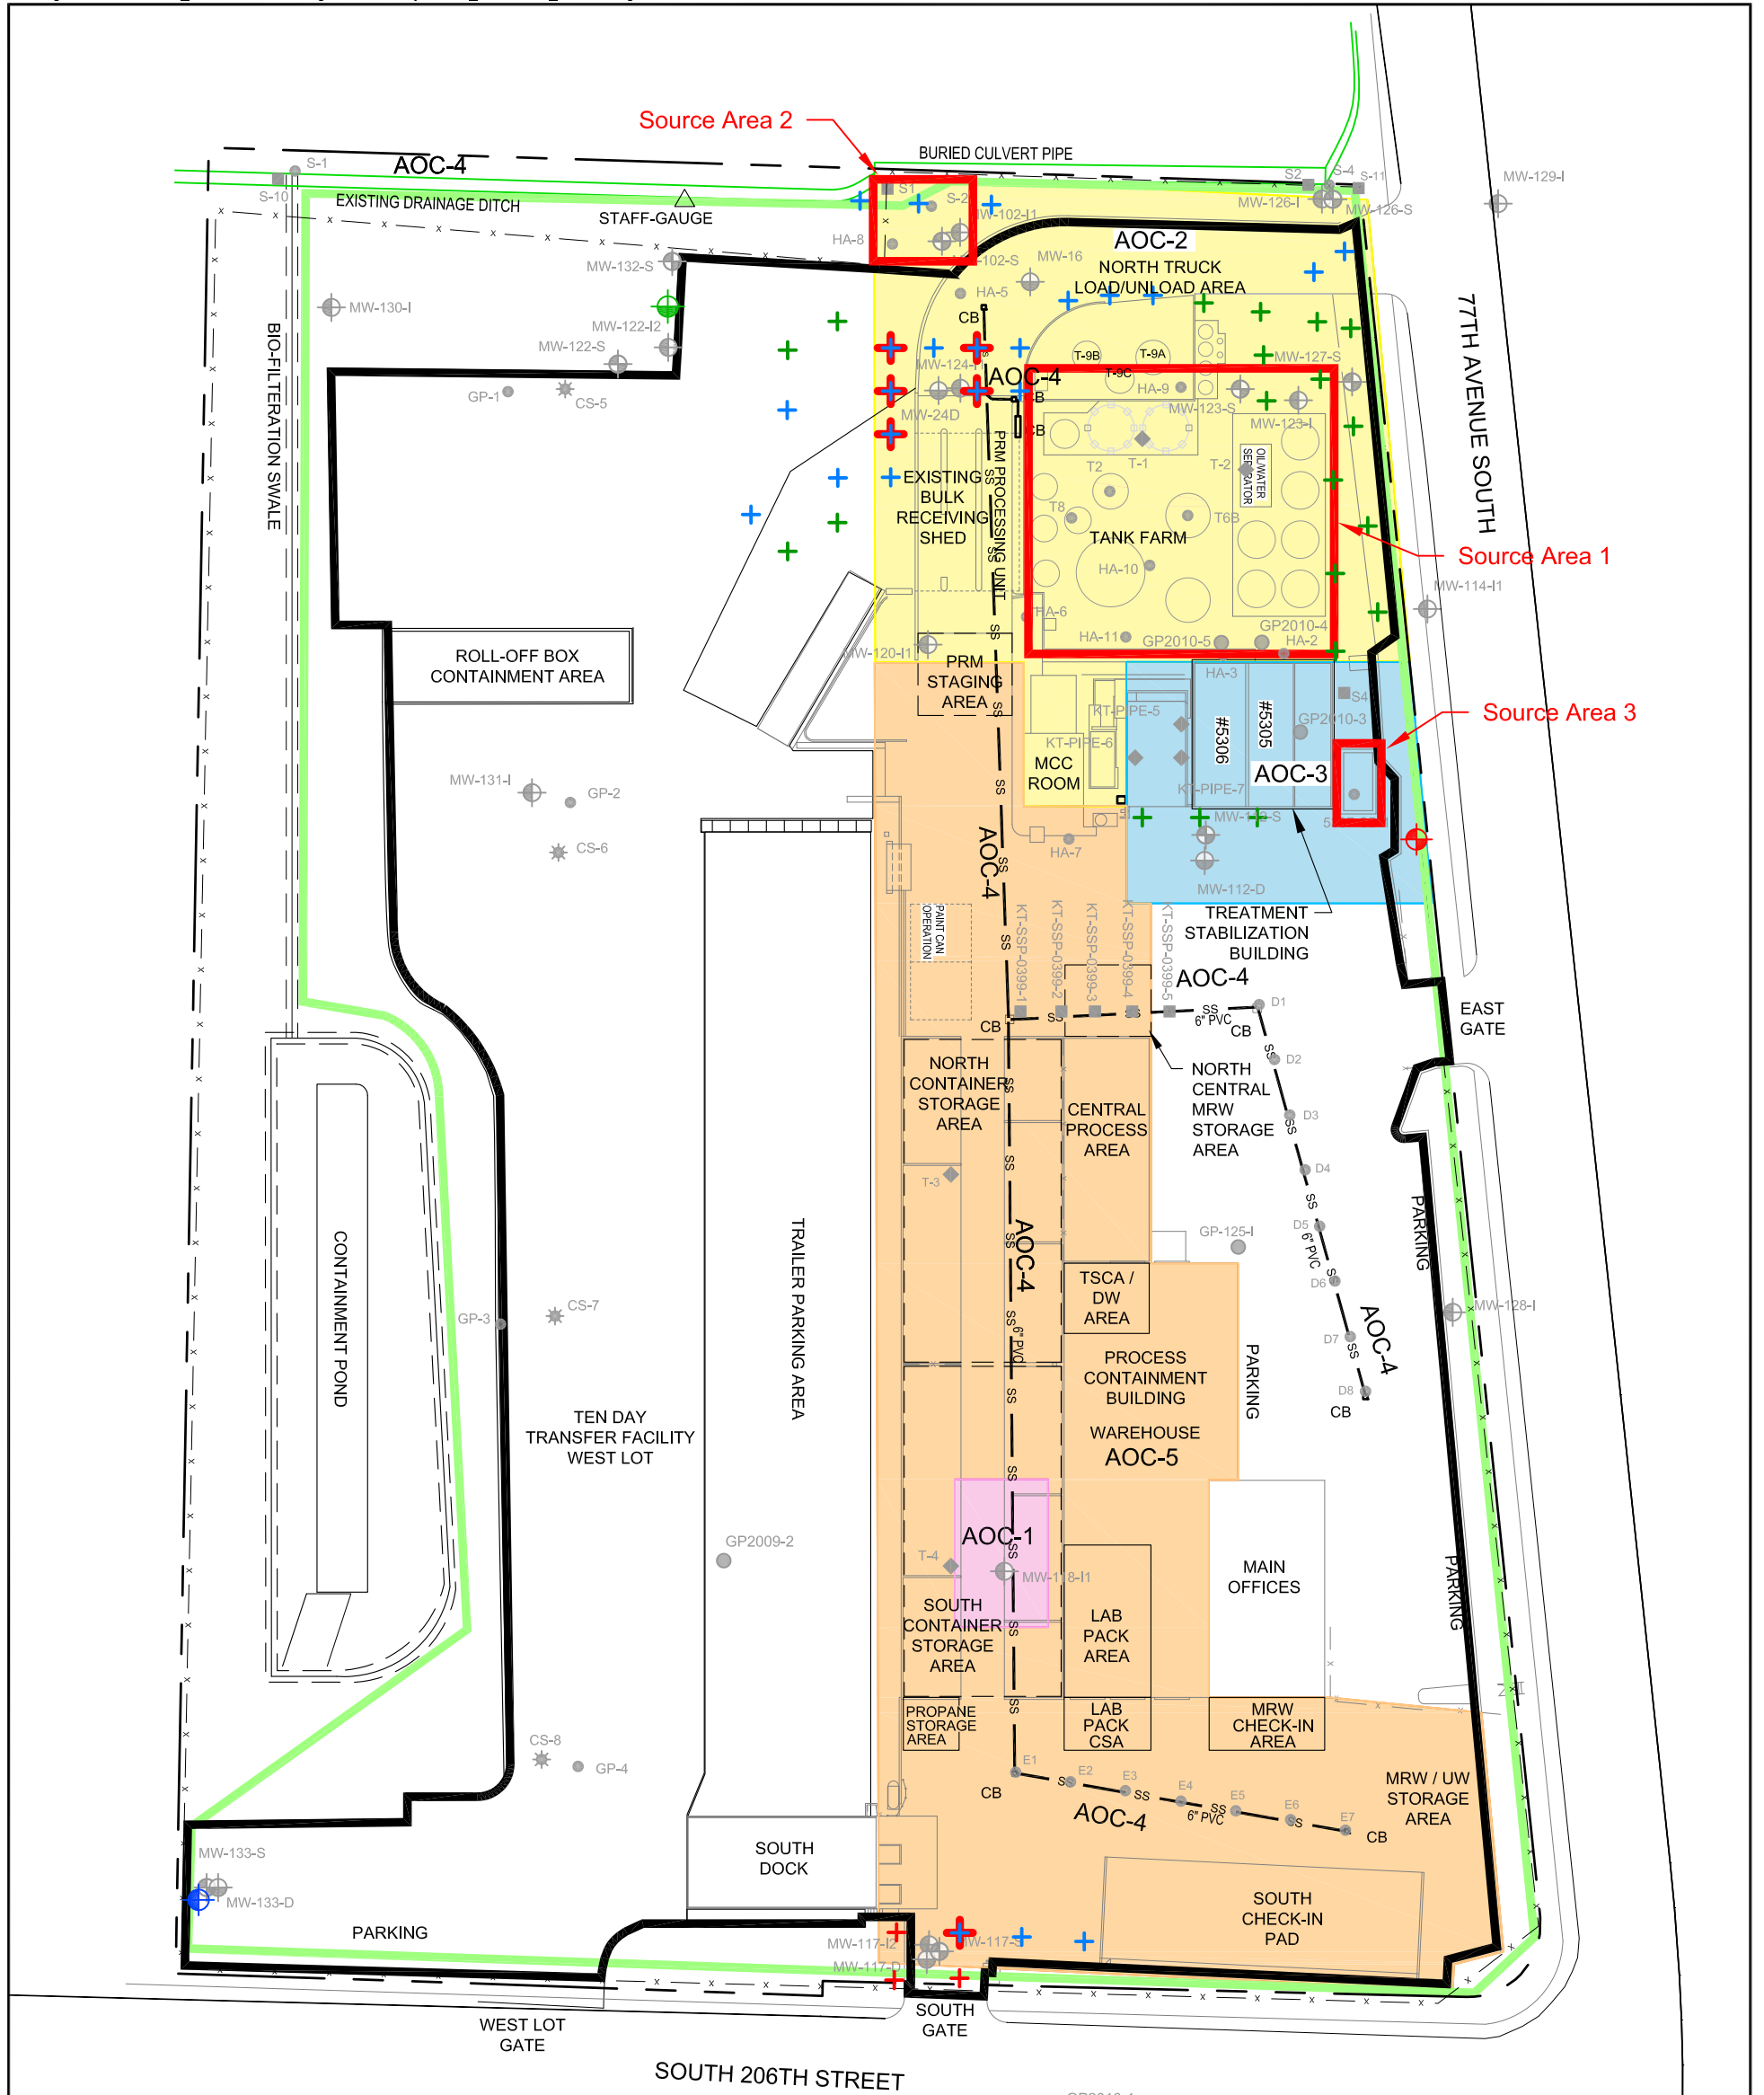 Source Area 2
BURIED CULVERT PIPE
AOC-4
S-1
S-10
EXISTING DRAINAGE DITCH
STAFF-GAUGE
S1
S-2
S2
S-4
S-11
MW-129-I
MW-126-I
MW-126-S
MW-102-I1
HA-8
AOC-2
MW-132-S
MW-16
NORTH TRUCK
LOAD/UNLOAD AREA
HA-5
CB
MW-130-I
MW-122-I2
MW-122-S
77TH AVENUE SOUTH
BIO-FILTERATION SWALE
T-9B
T-9A
T-9C
MW-127-S
MW-124-I1
AOC-4
HA-9
CB
GP-1
CS-5
MW-24D
MW-123-S
MW-123-I
CB
PRM PROCESSING UNIT
T-1
T-2
OIL/WATER
SEPARATOR
EXISTING
BULK
RECEIVING
SHED
T2
T8
T6B
TANK FARM
Source Area 1
HA-10
MW-114-I1
HA-6
HA-11
GP2010-5
GP2010-4
HA-2
MW-120-I1
ROLL-OFF BOX
CONTAINMENT AREA
PRM
STAGING
AREA
HA-3
S4
KT-PIPE-5
KT-PIPE-6
#5306
#5305
GP2010-3
Source Area 3
MCC
ROOM
AOC-3
KT-PIPE-7
MW-131-I
GP-2
MW-112-S
CS-6
AOC-4
HA-7
MW-112-D
PAINT CAN
OPERATION
KT-SSP-0399-1
KT-SSP-0399-2
KT-SSP-0399-3
KT-SSP-0399-4
KT-SSP-0399-5
TREATMENT
STABILIZATION
BUILDING
AOC-4
D1
SS
6" PVC
CB
CB
EAST
GATE
D2
NORTH
CONTAINER
STORAGE
AREA
CENTRAL
PROCESS
AREA
NORTH
CENTRAL
MRW
STORAGE
AREA
D3
D4
T-3
PARKING
CONTAINMENT POND
TRAILER PARKING AREA
AOC-4
GP-125-I
D5
6" PVC
D6
TSCA /
DW
AREA
GP-3
CS-7
6" PVC
MW-128-I
D7
AOC-4
PROCESS
CONTAINMENT
BUILDING
PARKING
D8
CB
TEN DAY
TRANSFER FACILITY
WEST LOT
WAREHOUSE
AOC-5
AOC-1
GP2009-2
T-4
MW-118-I1
MAIN
OFFICES
PARKING
SOUTH
CONTAINER
STORAGE
AREA
LAB
PACK
AREA
PROPANE
STORAGE
AREA
LAB
PACK
CSA
MRW
CHECK-IN
AREA
CS-8
GP-4
E1
CB
E2
E3
SS
E4
6" PVC
E5
E6
E7
CB
AOC-4
MRW / UW
STORAGE
AREA
SOUTH
DOCK
MW-133-S
MW-133-D
SOUTH
CHECK-IN
PAD
PARKING
MW-117-I2
MW-117-S
MW-117-D
SOUTH
GATE
WEST LOT
GATE
SOUTH 206TH STREET